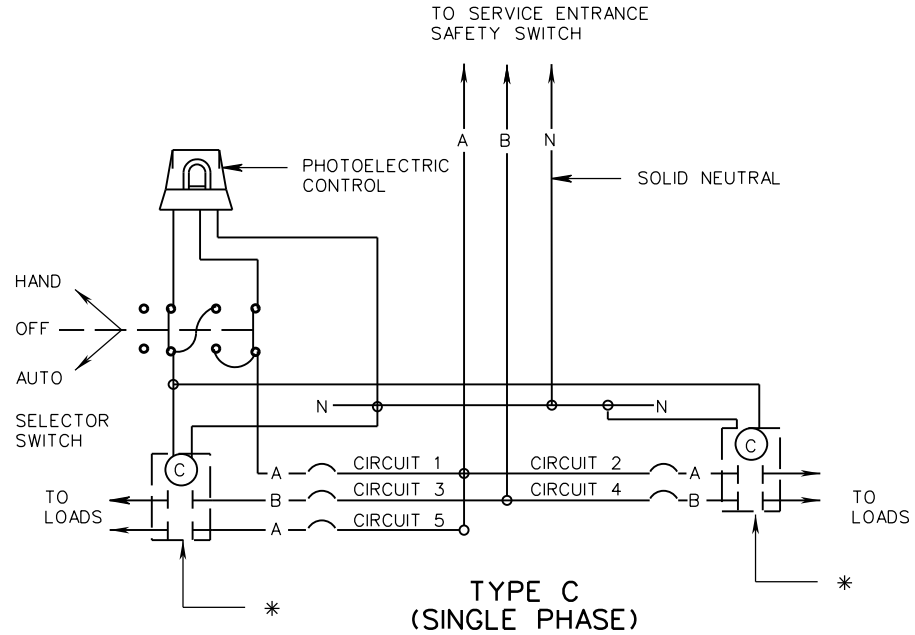 TO SERVICE ENTRANCE
SAFETY SWITCH
A B N
PHOTOELECTRIC
CONTROL
SOLID NEUTRAL
HAND
OFF
AUTO
SELECTOR
SWITCH
N N
C C
A CIRCUIT 1 CIRCUIT 2 A
B CIRCUIT 3 CIRCUIT 4 B
A CIRCUIT 5
TO
LOADS
TO
LOADS
* *
TYPE C
(SINGLE PHASE)